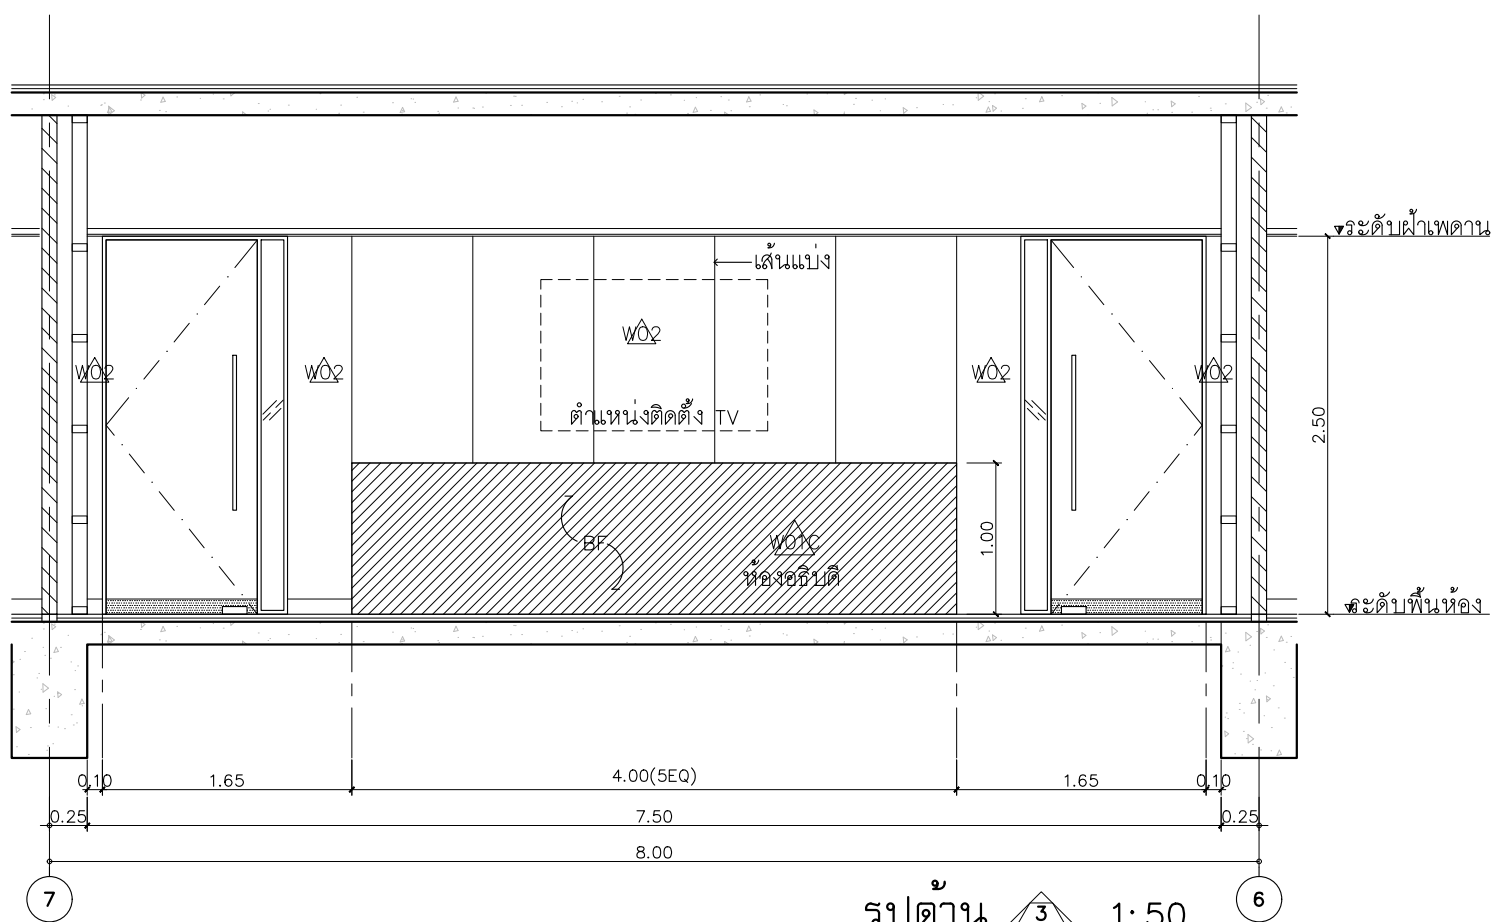 ระดับฝ้าเพดาน
เส้นแบ่ง
W02
W02 W02 W02 W02
ตำแหน่งติดตั้ง TV
2.50
1.00
BF
W01C
ห้องอธิบดี
ระดับพื้นห้อง
0.10 1.65 4.00(5EQ) 1.65 0.10
0.25 7.50 0.25
8.00
7 6
รูปด้าน 3 1:50